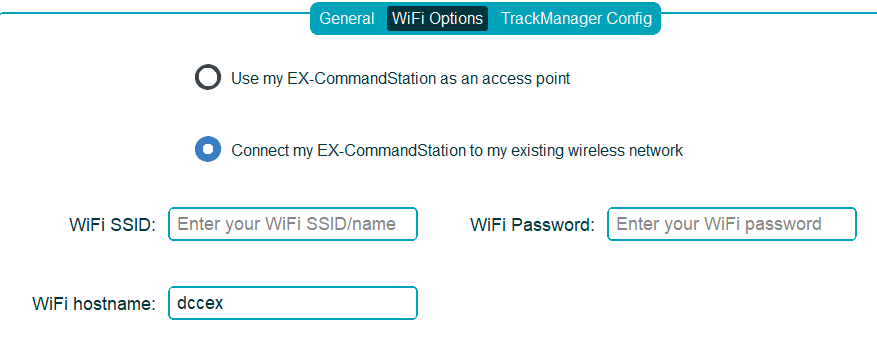 General WiFi Options TrackManager Config
Use my EX-CommandStation as an access point
Connect my EX-CommandStation to my existing wireless network
WiFi SSID: Enter your WiFi SSID/name WiFi Password: Enter your WiFi password
WiFi hostname: dccex